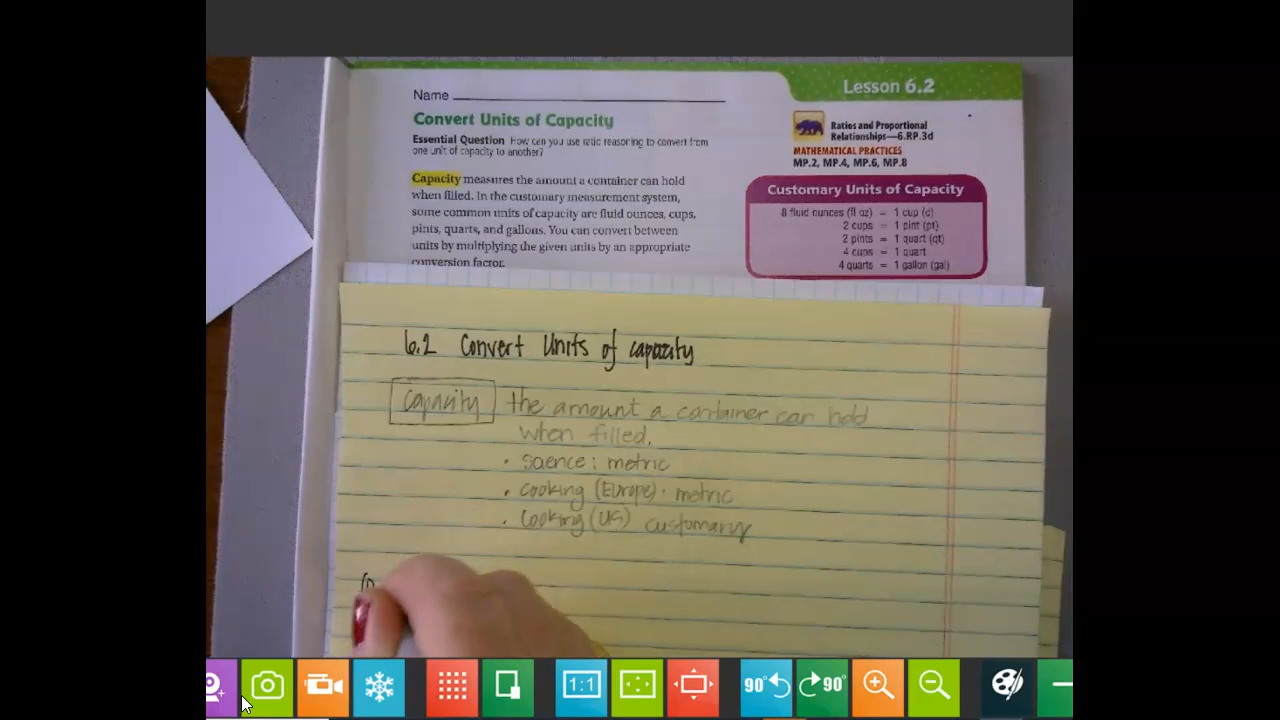 Lesson 6.2
Name
Convert Units of Capacity
Essential Question How can you use ratio reasoning to convert from
one unit of capacity to another?
Ratios and Proportional
Relationships—6.RP.3d
MATHEMATICAL PRACTICES
MP.2, MP.4, MP.6, MP.8
Capacity measures the amount a container can hold
when filled. In the customary measurement system,
some common units of capacity are fluid ounces, cups,
pints, quarts, and gallons. You can convert between
units by multiplying the given units by an appropriate
conversion factor.
Customary Units of Capacity
8 fluid ounces (fl oz) = 1 cup (c)
2 cups = 1 pint (pt)
2 pints = 1 quart (qt)
4 cups = 1 quart
4 quarts = 1 gallon (gal)
6.2 Convert Units of capacity
Capacity the amount a container can hold
when filled.
• science: metric
• cooking (Europe) · metric
• Cooking (US) customary
1:1
90° 90°